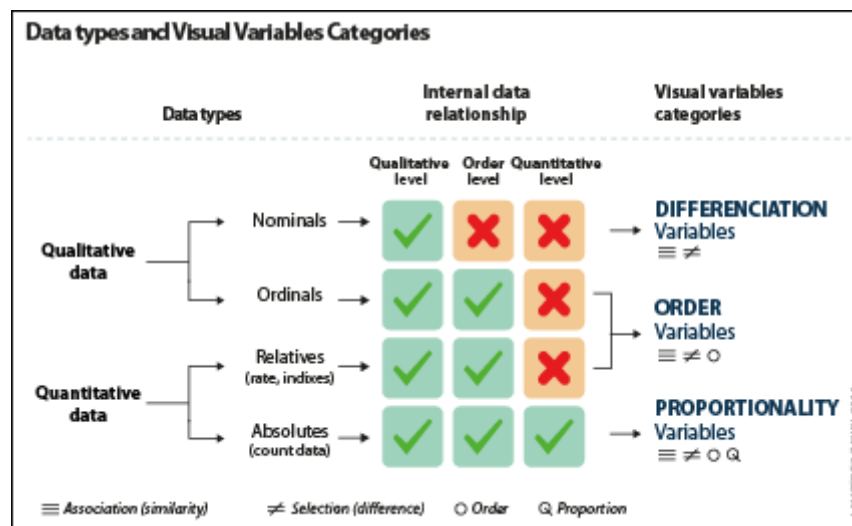 Data types and Visual Variables Categories
Data types
Internal data
relationship
Visual variables
categories
Qualitative
level
Order
level
Quantitative
level
Qualitative
data
Nominals
DIFFERENCIATION
Variables
≡ ≠
Ordinals
ORDER
Variables
≡ ≠ O
Quantitative
data
Relatives
(rate, indixes)
Absolutes
(count data)
PROPORTIONALITY
Variables
≡ ≠ O Q
≡ Association (similarity) ≠ Selection (difference) O Order Q Proportion